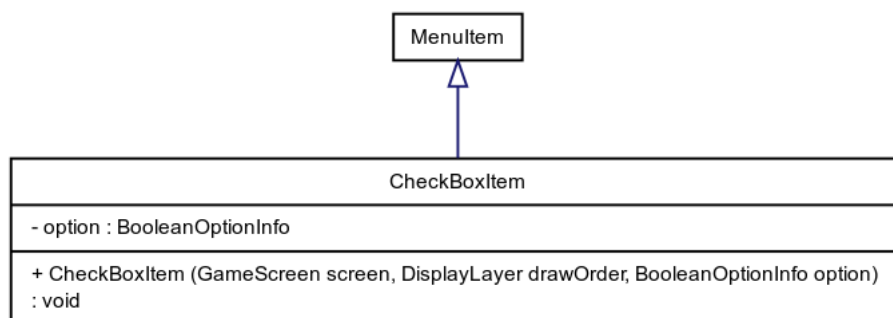 MenuItem
CheckBoxItem
- option : BooleanOptionInfo
+ CheckBoxItem (GameScreen screen, DisplayLayer drawOrder, BooleanOptionInfo option)
: void